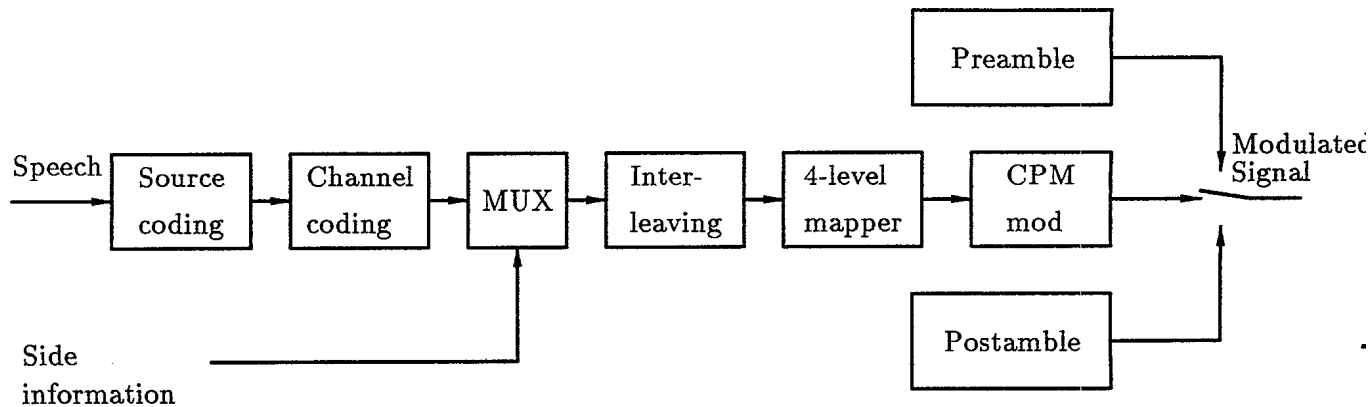 Preamble
Speech
Source
coding
Channel
coding
MUX
Inter-
leaving
4-level
mapper
CPM
mod
Modulated
Signal
Postamble
Side
information